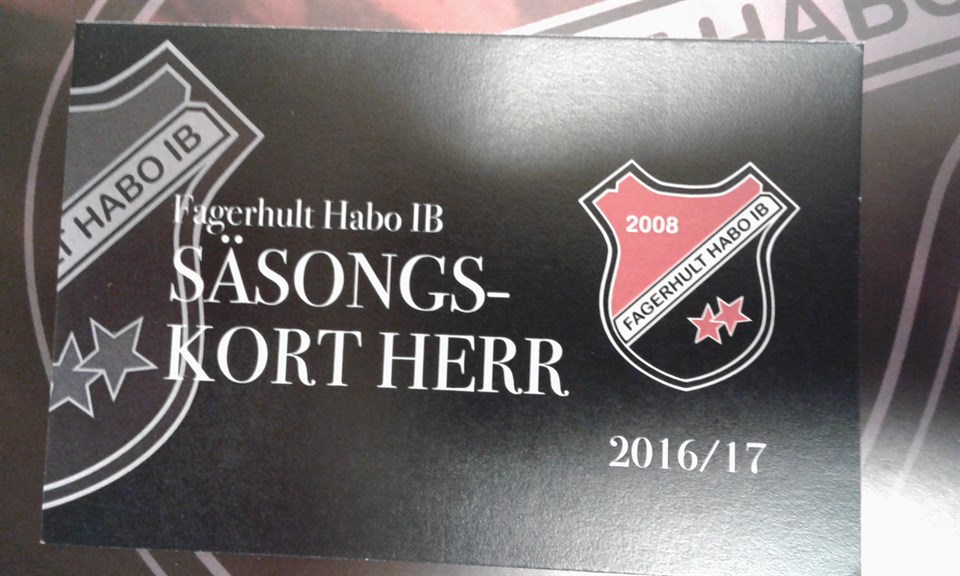 HABO
T HABO IB
Fagerhult Habo IB
SÄSONGS-
KORT HERR
2008
FAGERHULT HABO IB
2016/17